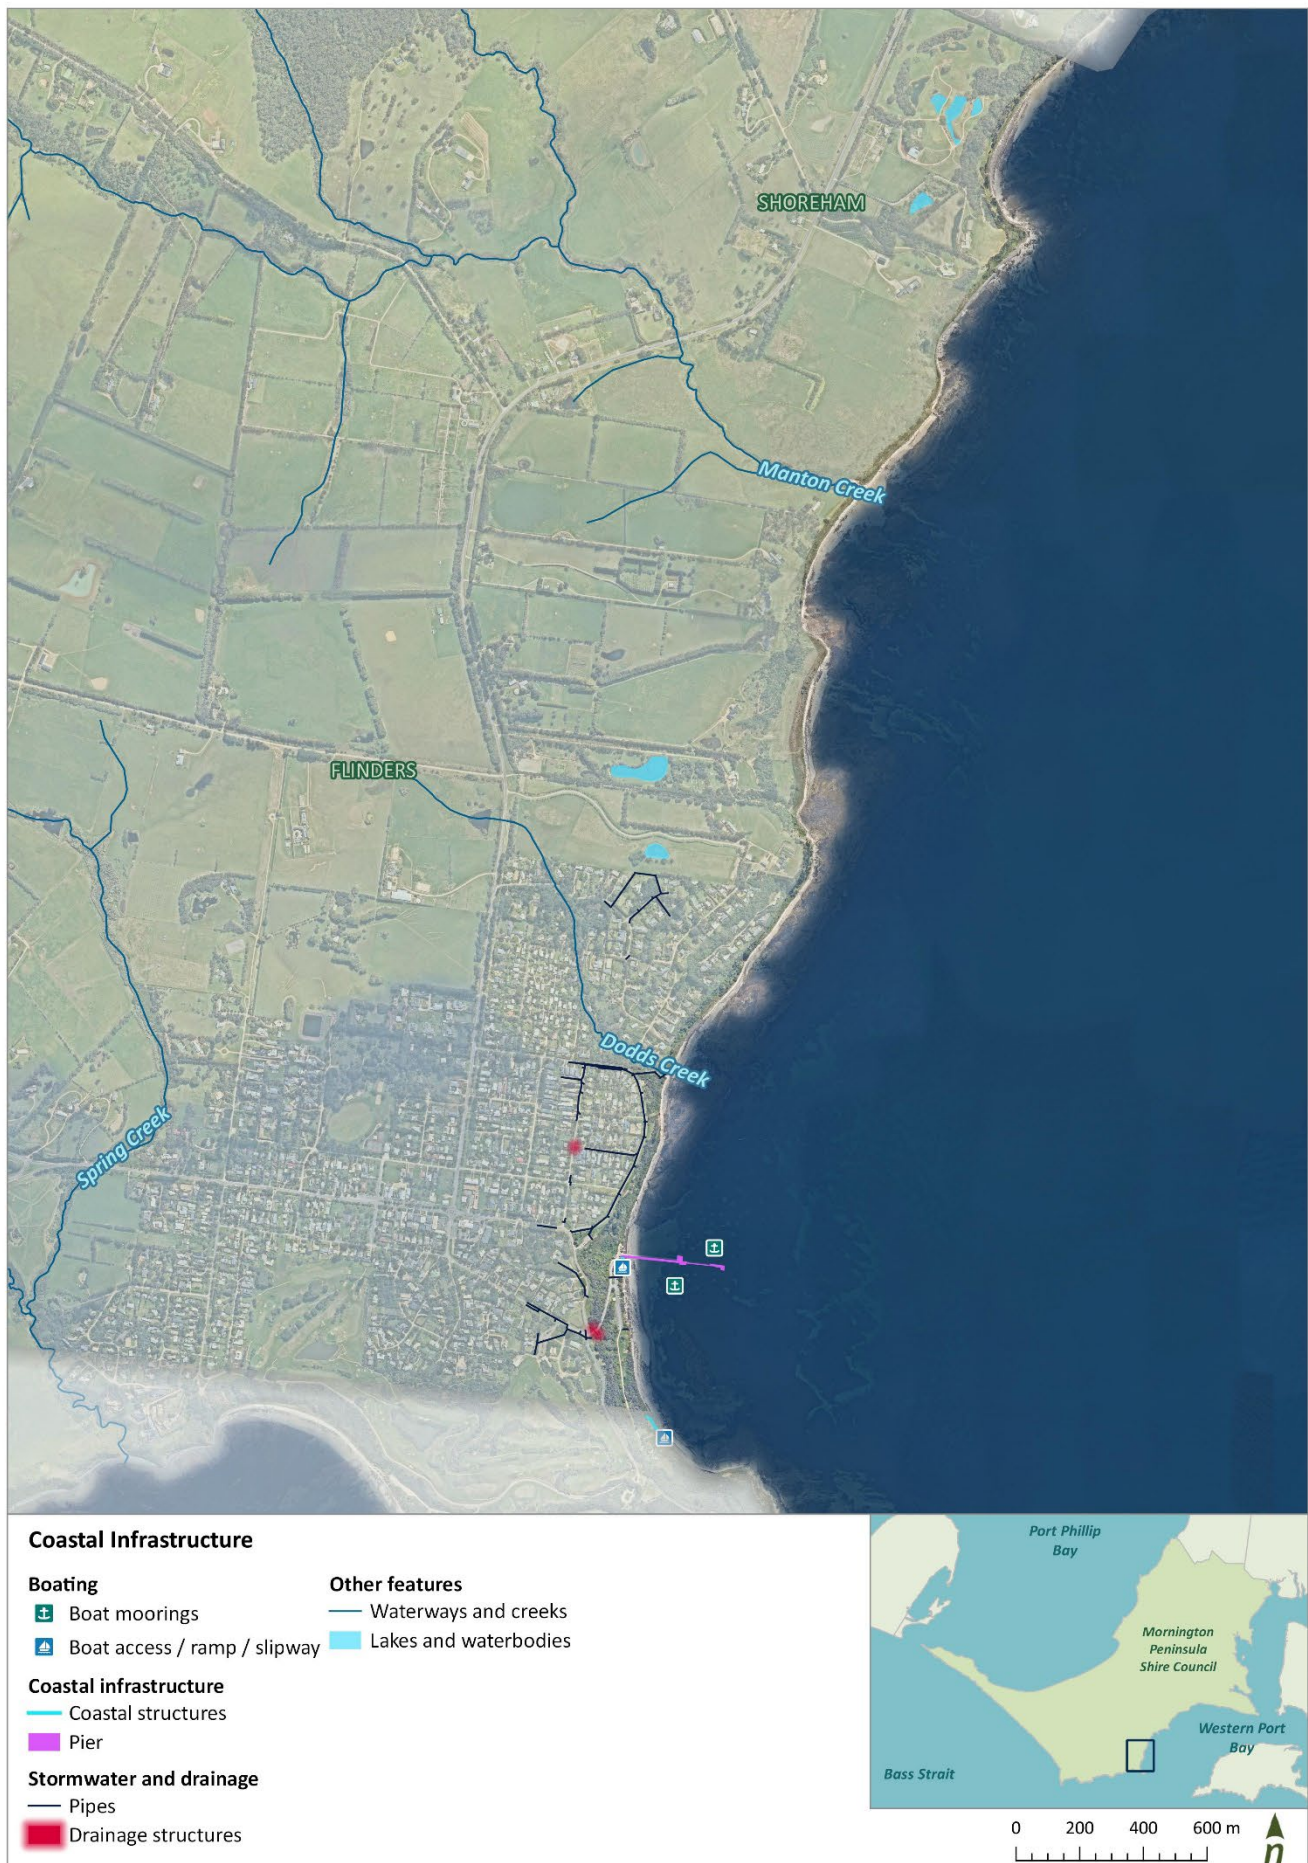 SHOREHAM
Manton Creek
FLINDERS
Dodds Creek
Spring Creek
Coastal Infrastructure
Boating
Boat moorings
Boat access / ramp / slipway
Coastal infrastructure
Coastal structures
Pier
Stormwater and drainage
Pipes
Drainage structures
Other features
Waterways and creeks
Lakes and waterbodies
Port Phillip
Bay
Mornington
Peninsula
Shire Council
Western Port
Bay
Bass Strait
0 200 400 600 m
n